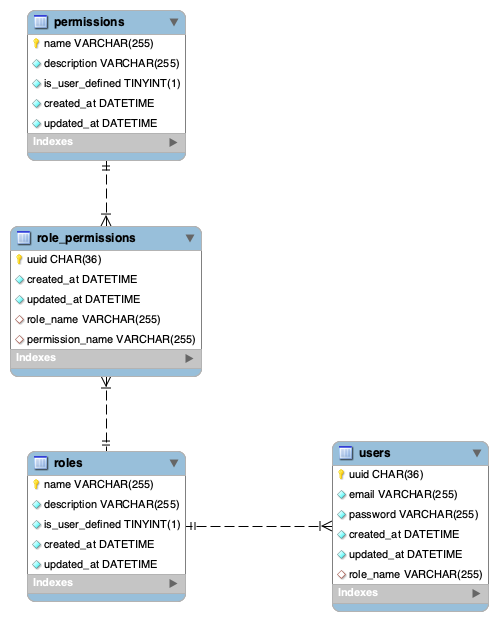 permissions
name VARCHAR(255)
description VARCHAR(255)
is_user_defined TINYINT(1)
created_at DATETIME
updated_at DATETIME
Indexes
role_permissions
uuid CHAR(36)
created_at DATETIME
updated_at DATETIME
role_name VARCHAR(255)
permission_name VARCHAR(255)
Indexes
roles
name VARCHAR(255)
description VARCHAR(255)
is_user_defined TINYINT(1)
created_at DATETIME
updated_at DATETIME
Indexes
users
uuid CHAR(36)
email VARCHAR(255)
password VARCHAR(255)
created_at DATETIME
updated_at DATETIME
role_name VARCHAR(255)
Indexes